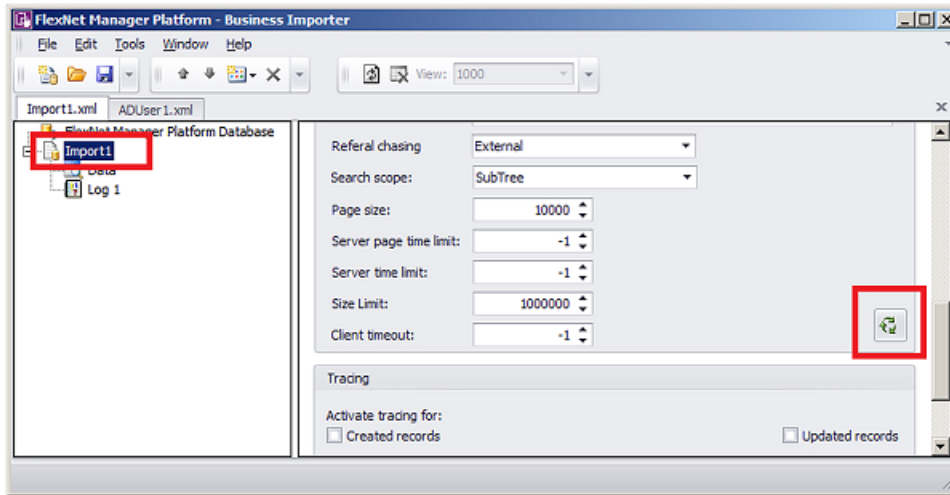 FlexNet Manager Platform - Business Importer
File Edit Tools Window Help
View: 1000
Import1.xml ADUser1.xml
FlexNet Manager Platform Database
Import1
Data
Log 1
Referal chasing External
Search scope: SubTree
Page size: 10000
Server page time limit: -1
Server time limit: -1
Size Limit: 1000000
Client timeout: -1
Tracing
Activate tracing for:
Created records Updated records